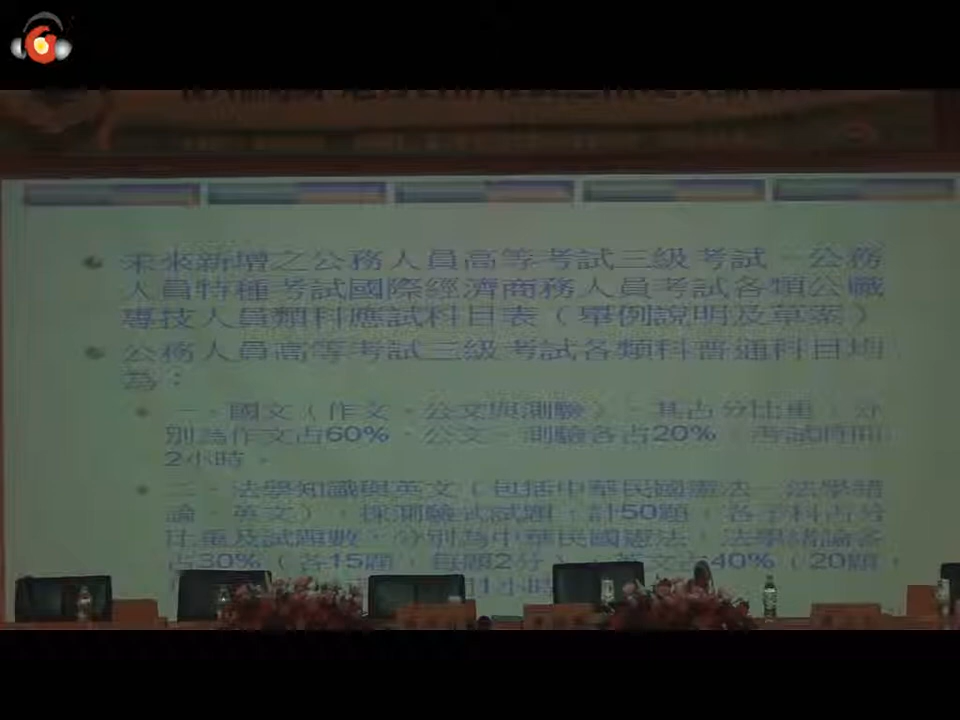 ● 未來新增之公務人員高等考試三級考試、公務
人員特種考試國際經濟商務人員考試各類公職
專技人員類科應試科目表（舉例說明及草案）
● 公務人員高等考試三級考試各類科普通科目均
為：
• 一、國文（作文、公文與測驗）。其占分比重，分
別為作文占60%、公文、測驗各占20%，考試時間
2小時。
• 二、法學知識與英文（包括中華民國憲法、法學緒
論、英文），採測驗式試題，計50題，各子科占分
比重及試題數，分別為中華民國憲法、法學緒論各
占30%（各15題，每題2分），英文占40%（20題，
1小時